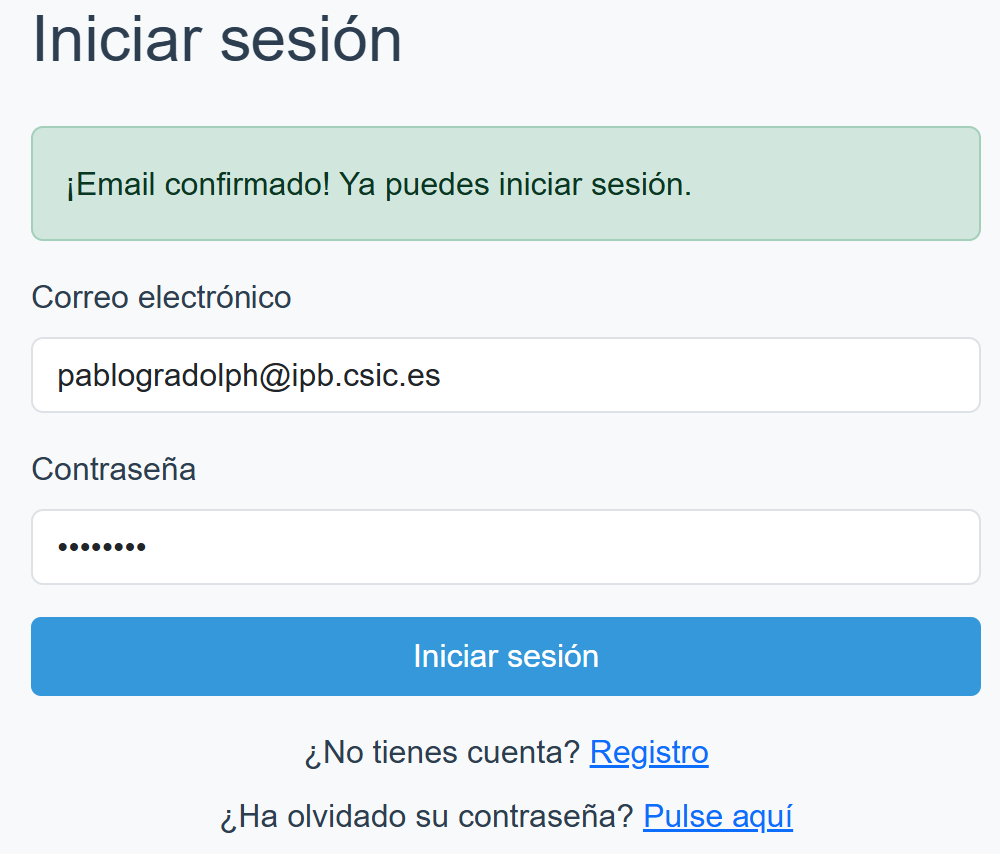 Iniciar sesión
¡Email confirmado! Ya puedes iniciar sesión.
Correo electrónico
pablogradolph@ipb.csic.es
Contraseña
••••••••
Iniciar sesión
¿No tienes cuenta? Registro
¿Ha olvidado su contraseña? Pulse aquí